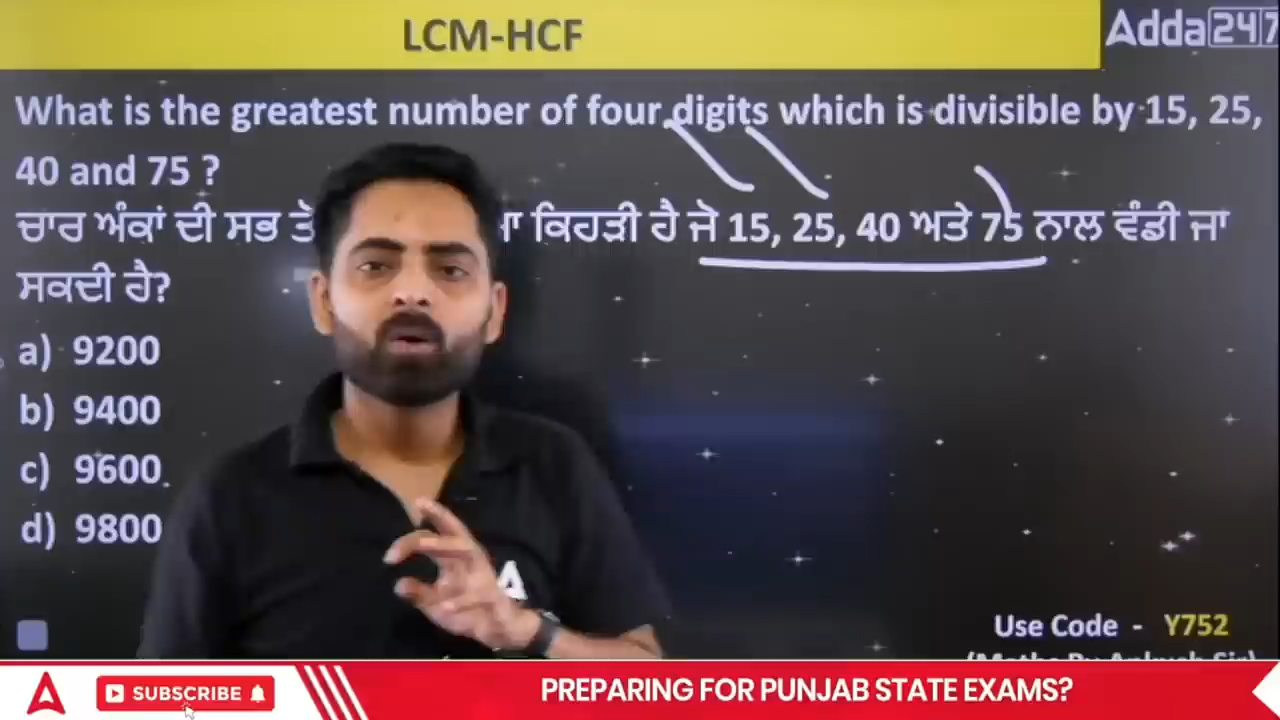 LCM-HCF
Adda247
What is the greatest number of four digits which is divisible by 15, 25,
40 and 75 ?
ਚਾਰ ਅੰਕਾਂ ਦੀ ਸਭ ਕਿਹੜੀ ਹੈ ਜੋ 15, 25, 40 ਅਤੇ 75 ਨਾਲ ਵੰਡੀ ਜਾ
ਸਕਦੀ ਹੈ?
a) 9200
b) 9400
c) 9600
d) 9800
Use Code - Y752
SUBSCRIBE
PREPARING FOR PUNJAB STATE EXAMS?